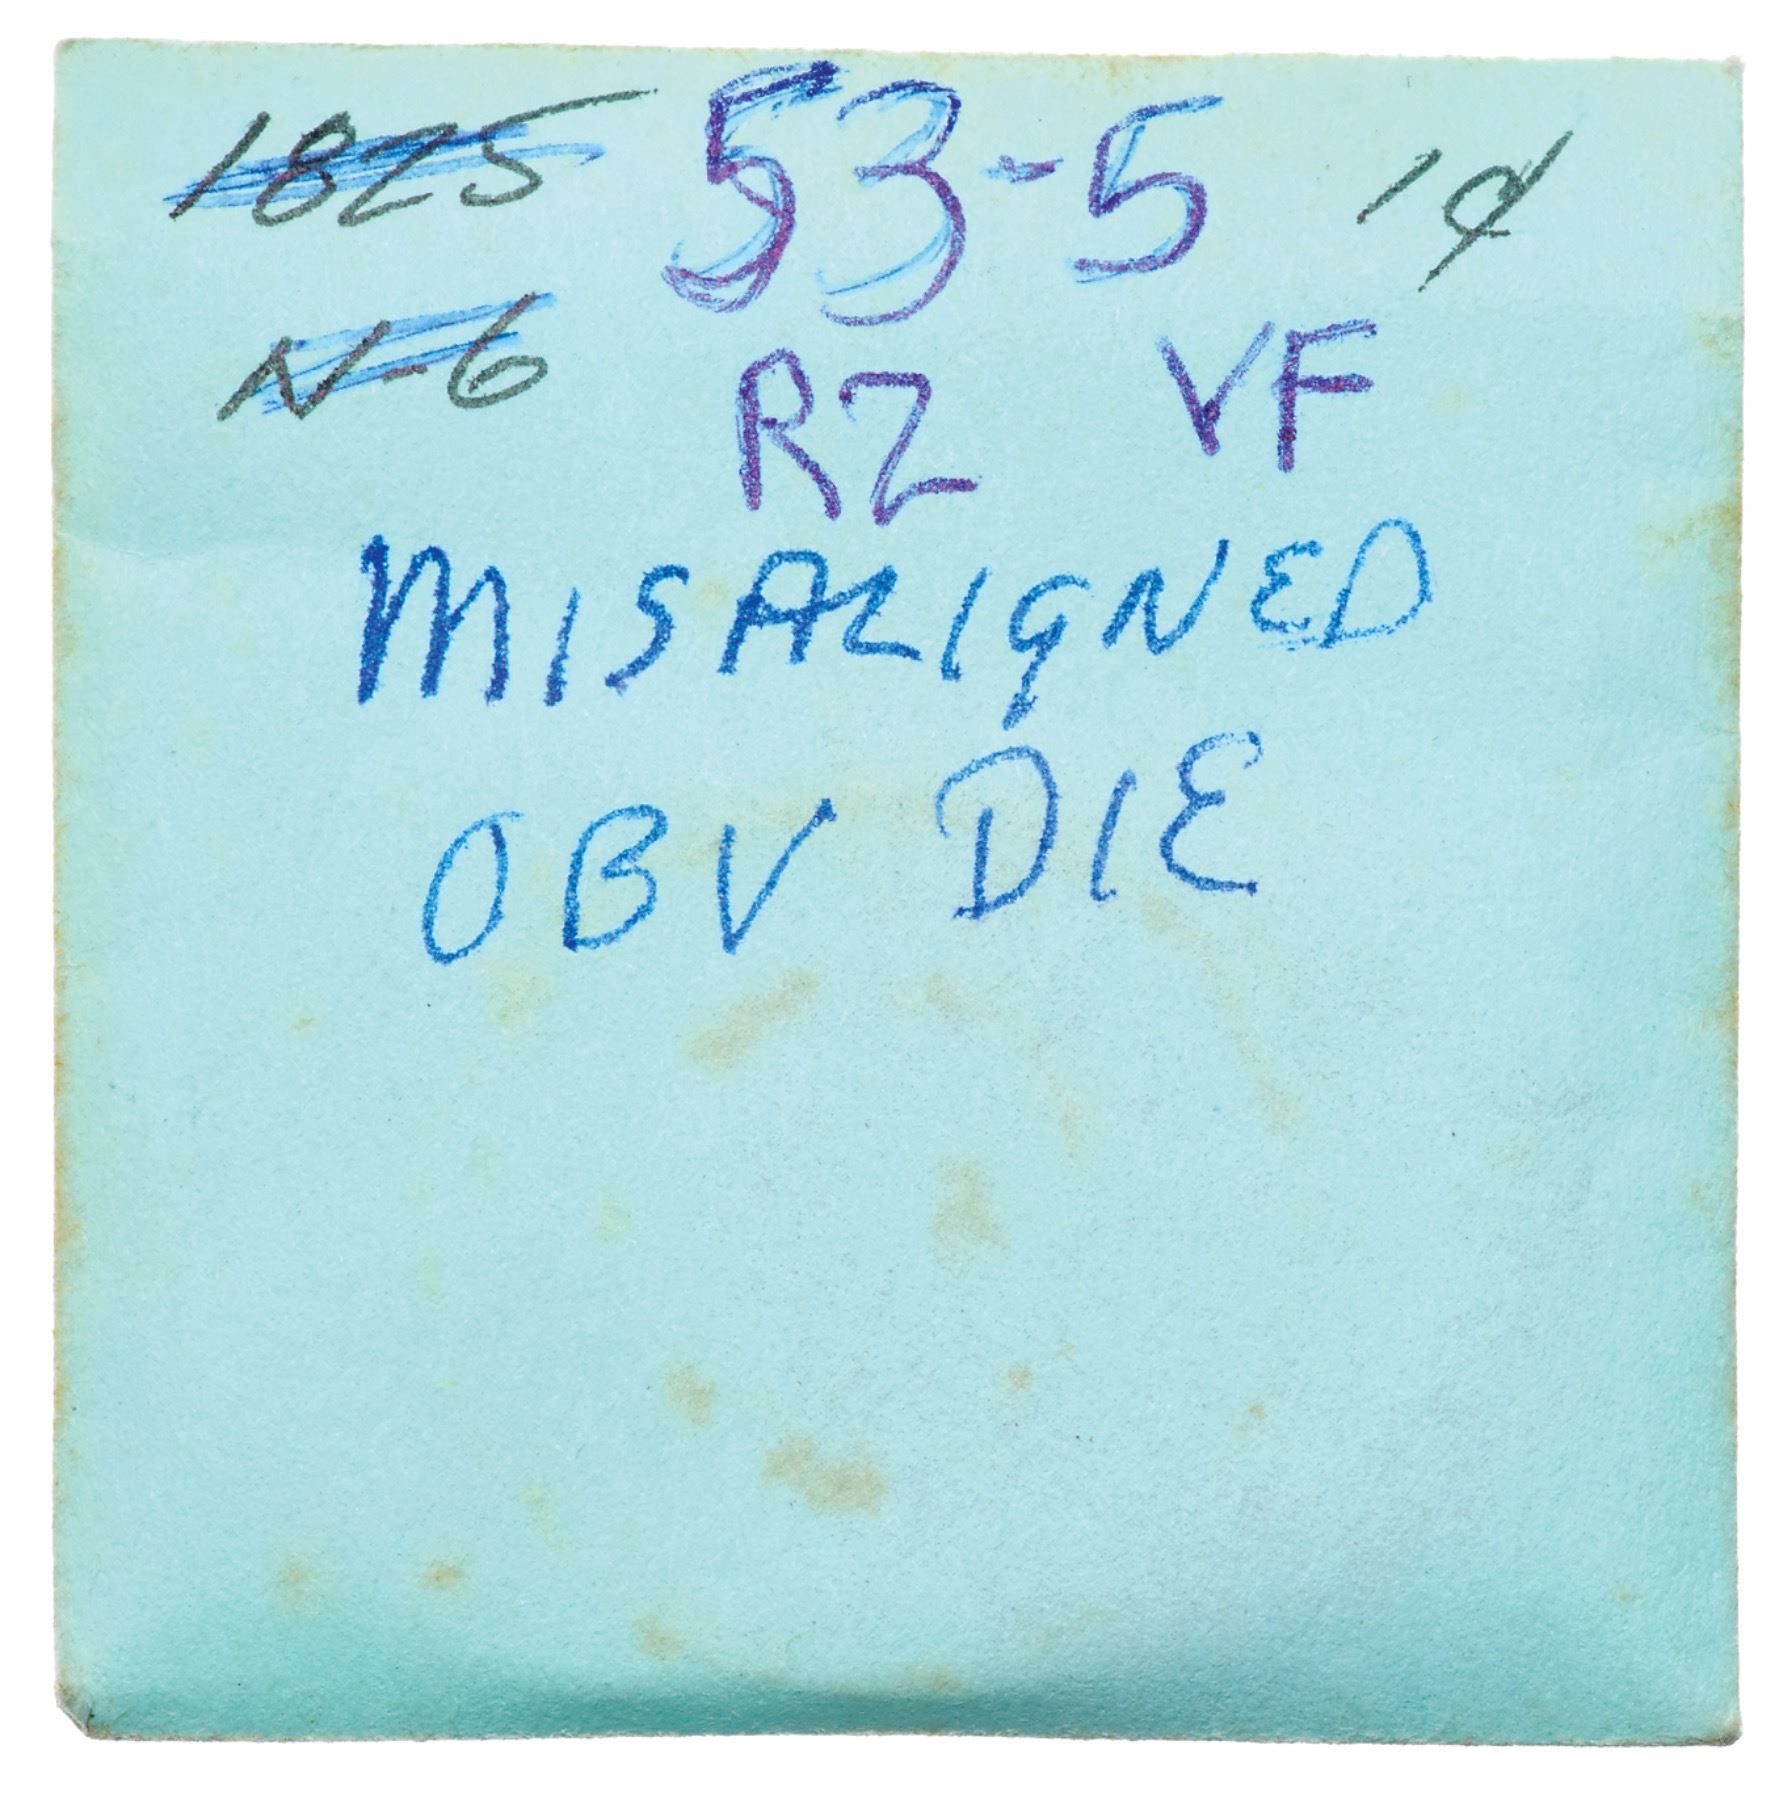 1825 53-5 1¢
N-6 R2 VF
MISALIGNED
OBV DIE